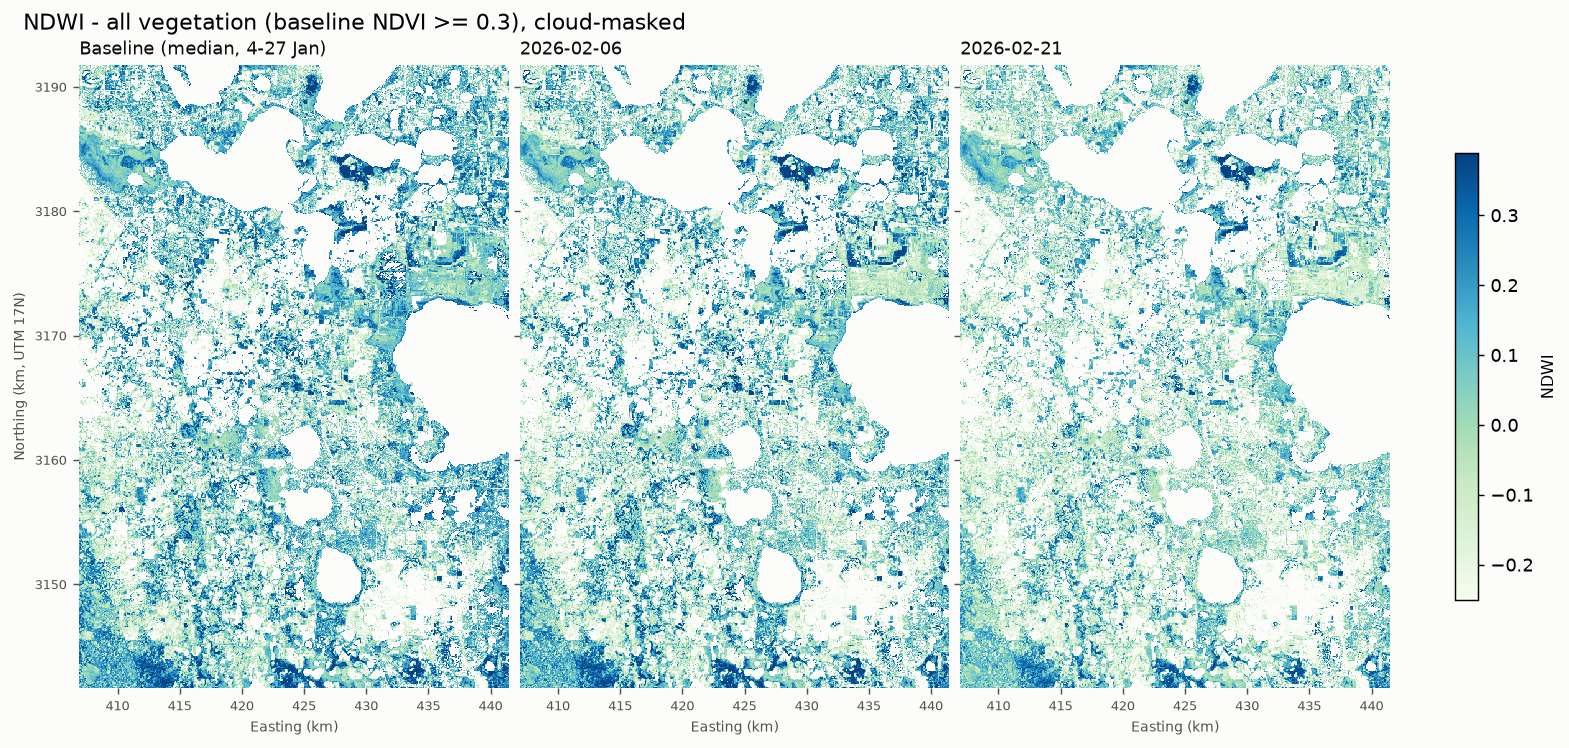 NDWI - all vegetation (baseline NDVI >= 0.3), cloud-masked
Baseline (median, 4-27 Jan)
2026-02-06
2026-02-21
3190
3180
3170
3160
3150
Northing (km, UTM 17N)
410 415 420 425 430 435 440
410 415 420 425 430 435 440
410 415 420 425 430 435 440
Easting (km)
Easting (km)
Easting (km)
0.3
0.2
0.1
0.0
−0.1
−0.2
NDWI